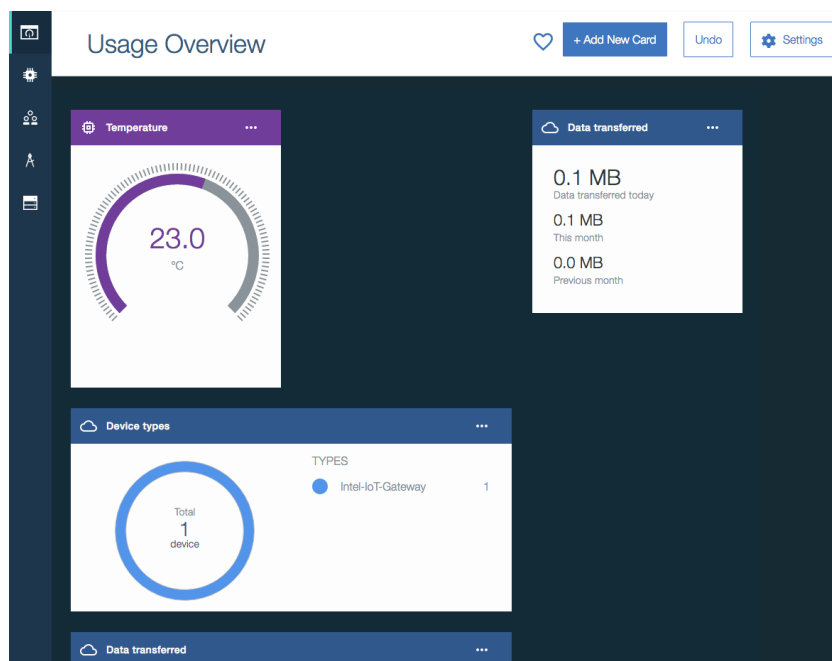 Usage Overview
+ Add New Card
Undo
Settings
Temperature
23.0
°C
Data transferred
0.1 MB
Data transferred today
0.1 MB
This month
0.0 MB
Previous month
Device types
Total
1
device
TYPES
Intel-IoT-Gateway 1
Data transferred